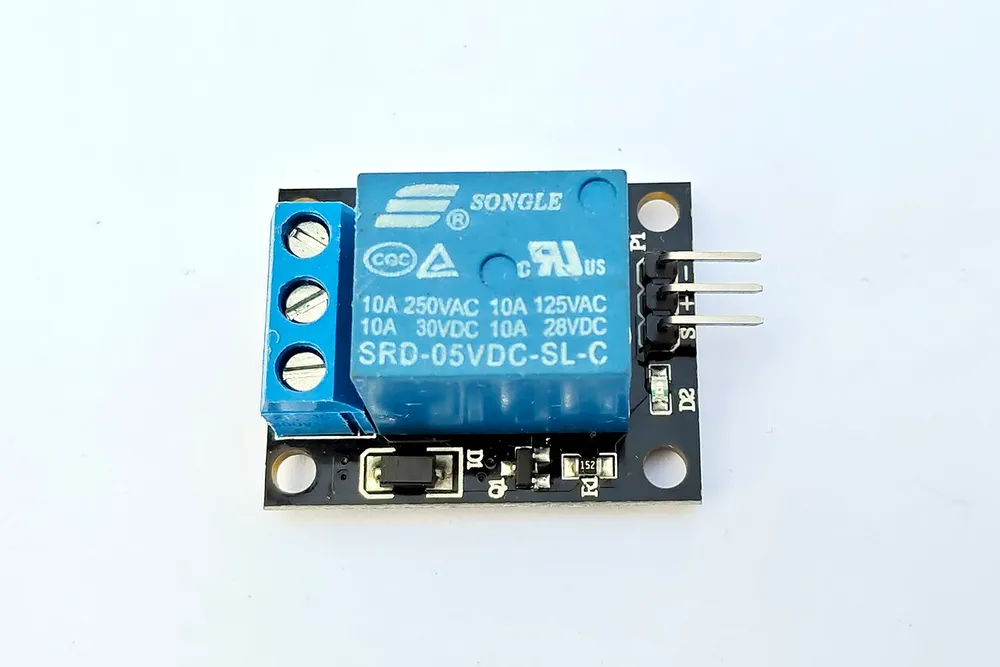 SONGLE
®
CQC
C US
10A 250VAC 10A 125VAC
10A 30VDC 10A 28VDC
SRD-05VDC-SL-C
P1
-
+
S
D2
D1
Q1
152
R1